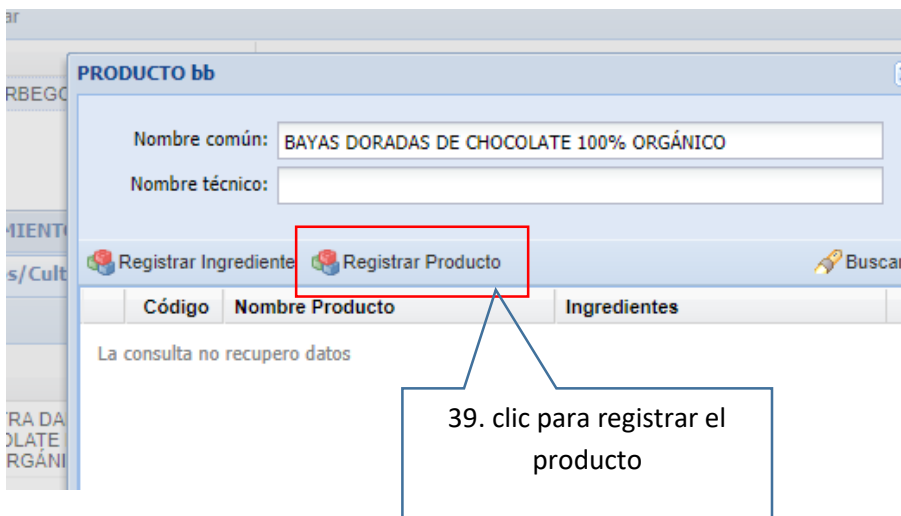 ar
PRODUCTO bb
RBEGO
Nombre común: BAYAS DORADAS DE CHOCOLATE 100% ORGÁNICO
Nombre técnico:
MIENTO
Registrar Ingrediente Registrar Producto Buscar
s/Cult
Código Nombre Producto Ingredientes
La consulta no recupero datos
TRA DA
OLATE
RGÁNI
39. clic para registrar el
producto